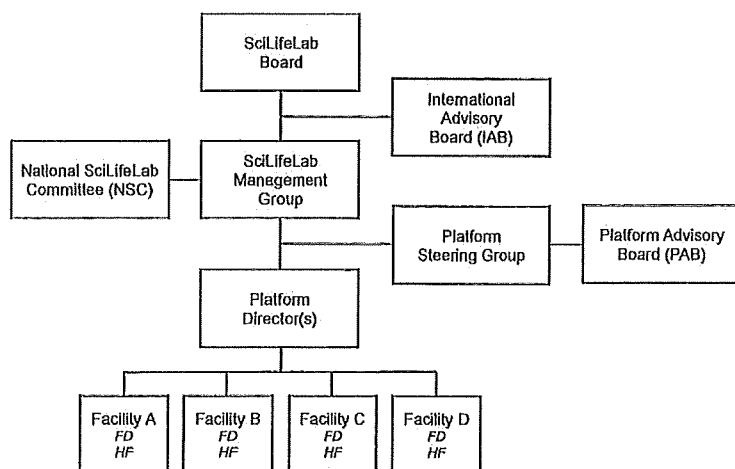 SciLifeLab
Board
International
Advisory
Board (IAB)
National SciLifeLab
Committee (NSC)
SciLifeLab
Management
Group
Platform
Steering Group
Platform Advisory
Board (PAB)
Platform
Director(s)
Facility A
FD
HF
Facility B
FD
HF
Facility C
FD
HF
Facility D
FD
HF